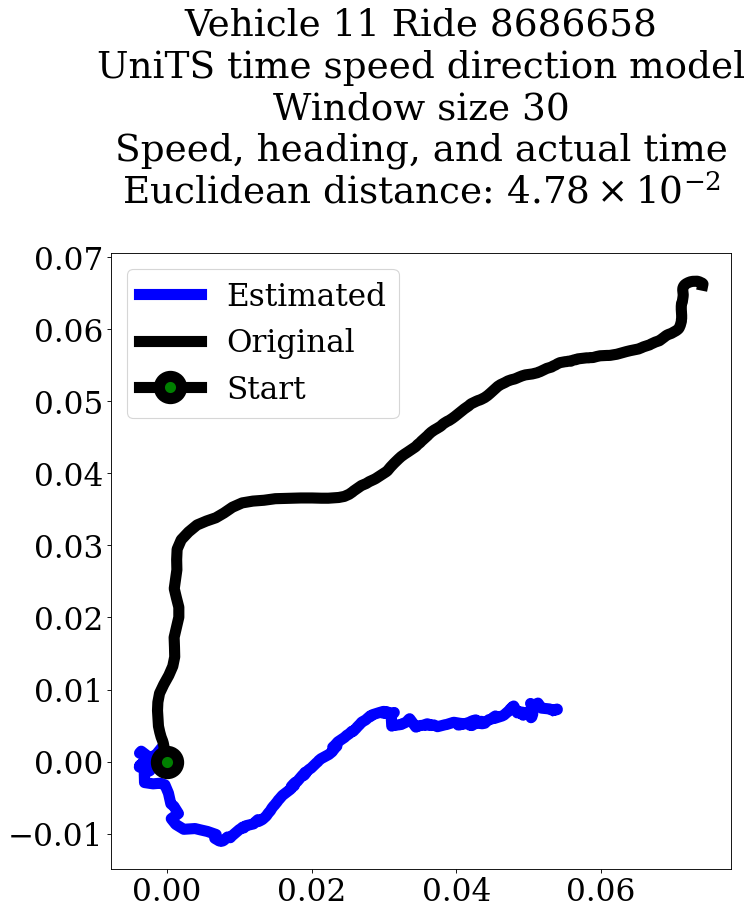 Vehicle 11 Ride 8686658
UniTS time speed direction model
Window size 30
Speed, heading, and actual time
Euclidean distance: 4.78 × 10⁻²
0.07
0.06
0.05
0.04
0.03
0.02
0.01
0.00
−0.01
Estimated
Original
Start
0.00 0.02 0.04 0.06